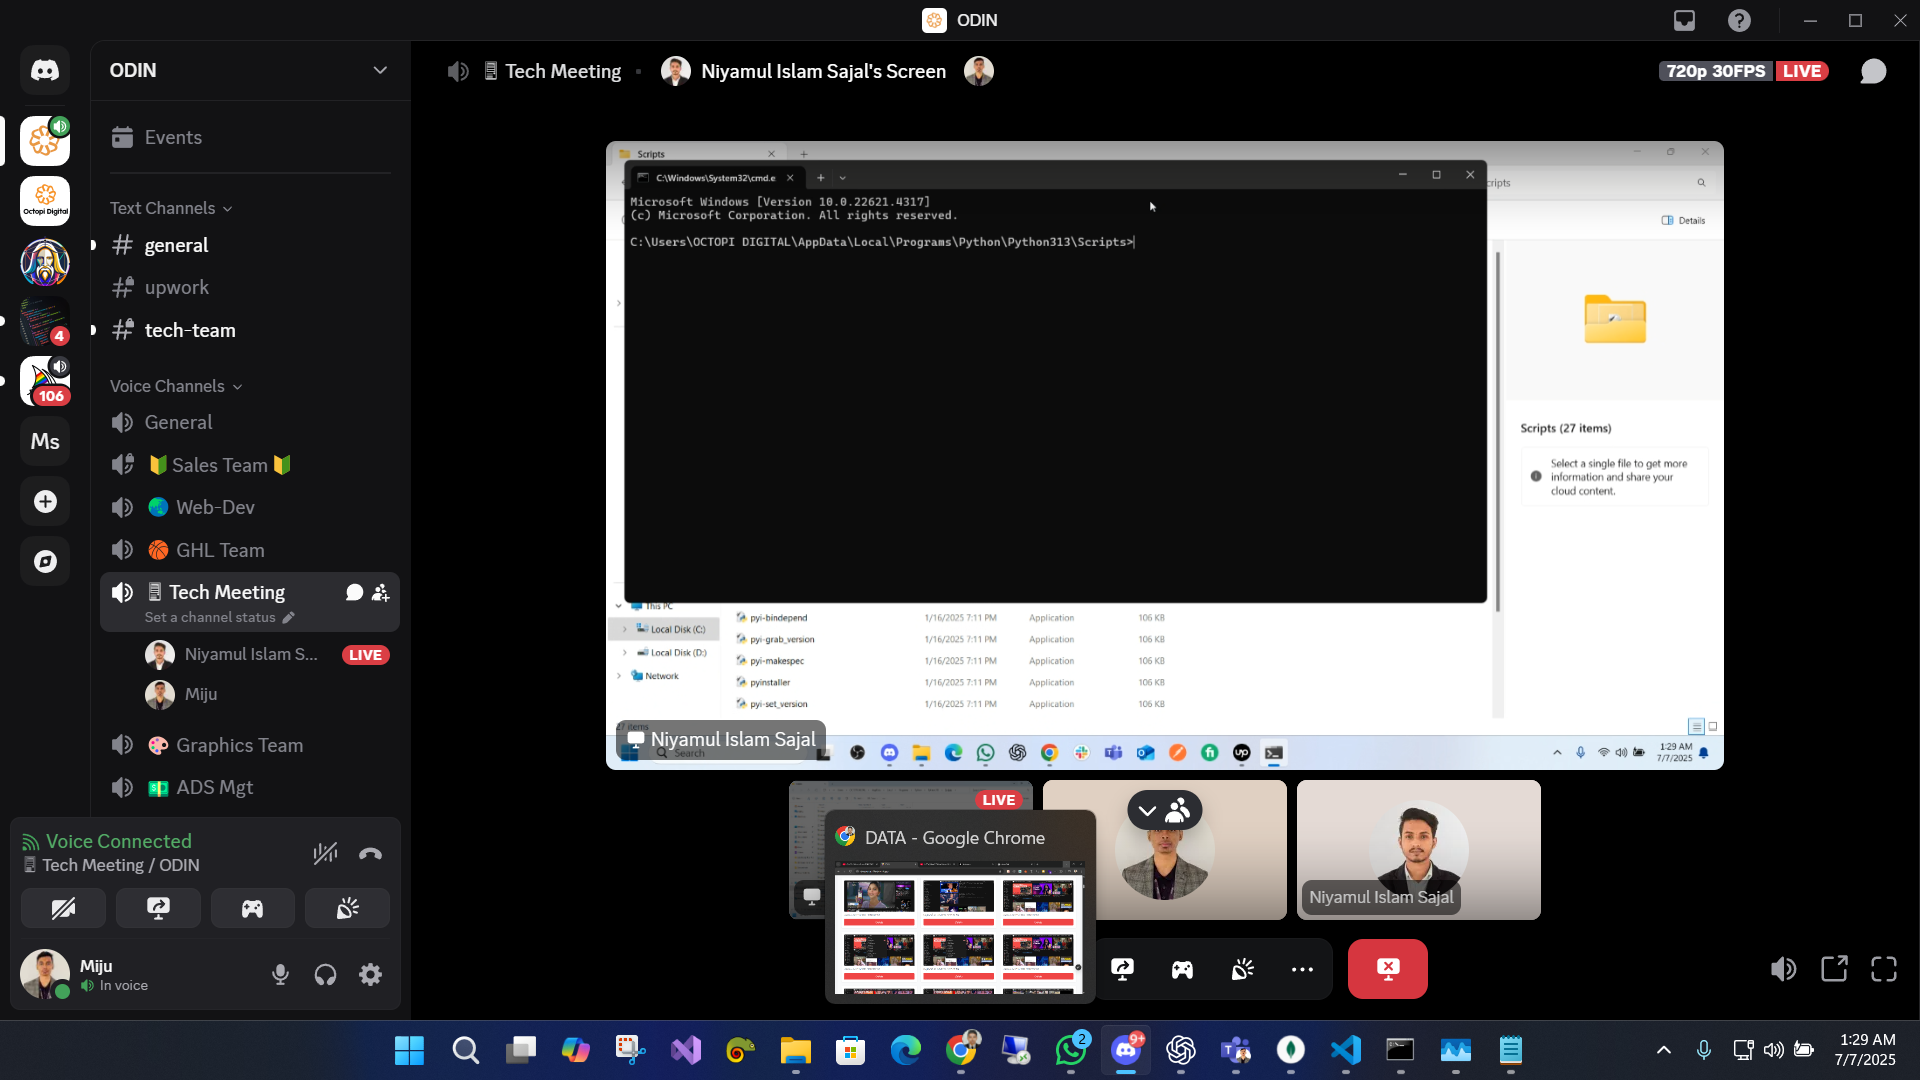 ODIN
ODIN
Tech Meeting
Niyamul Islam Sajal's Screen
720p 30FPS
LIVE
Events
Text Channels
general
upwork
tech-team
Voice Channels
General
Sales Team
Web-Dev
GHL Team
Tech Meeting
Set a channel status
Niyamul Islam S...
LIVE
Miju
Graphics Team
ADS Mgt
Octopi Digital
4
106
Ms
Voice Connected
Tech Meeting / ODIN
Miju
In voice
Scripts
C:\Windows\System32\cmd.e
Microsoft Windows [Version 10.0.22621.4317]
(c) Microsoft Corporation. All rights reserved.
C:\Users\OCTOPI DIGITAL\AppData\Local\Programs\Python\Python313\Scripts>
cripts
Details
Scripts (27 items)
Select a single file to get more
information and share your
cloud content.
This PC
Local Disk (C:)
Local Disk (D:)
Network
pyi-bindepend 1/16/2025 7:11 PM Application 106 KB
pyi-grab_version 1/16/2025 7:11 PM Application 106 KB
pyi-makespec 1/16/2025 7:11 PM Application 106 KB
pyinstaller 1/16/2025 7:11 PM Application 106 KB
pyi-set_version 1/16/2025 7:11 PM Application 106 KB
27 items
Niyamul Islam Sajal
Search
up
1:29 AM
7/7/2025
LIVE
DATA - Google Chrome
Niyamul Islam Sajal
2
9+
1:29 AM
7/7/2025